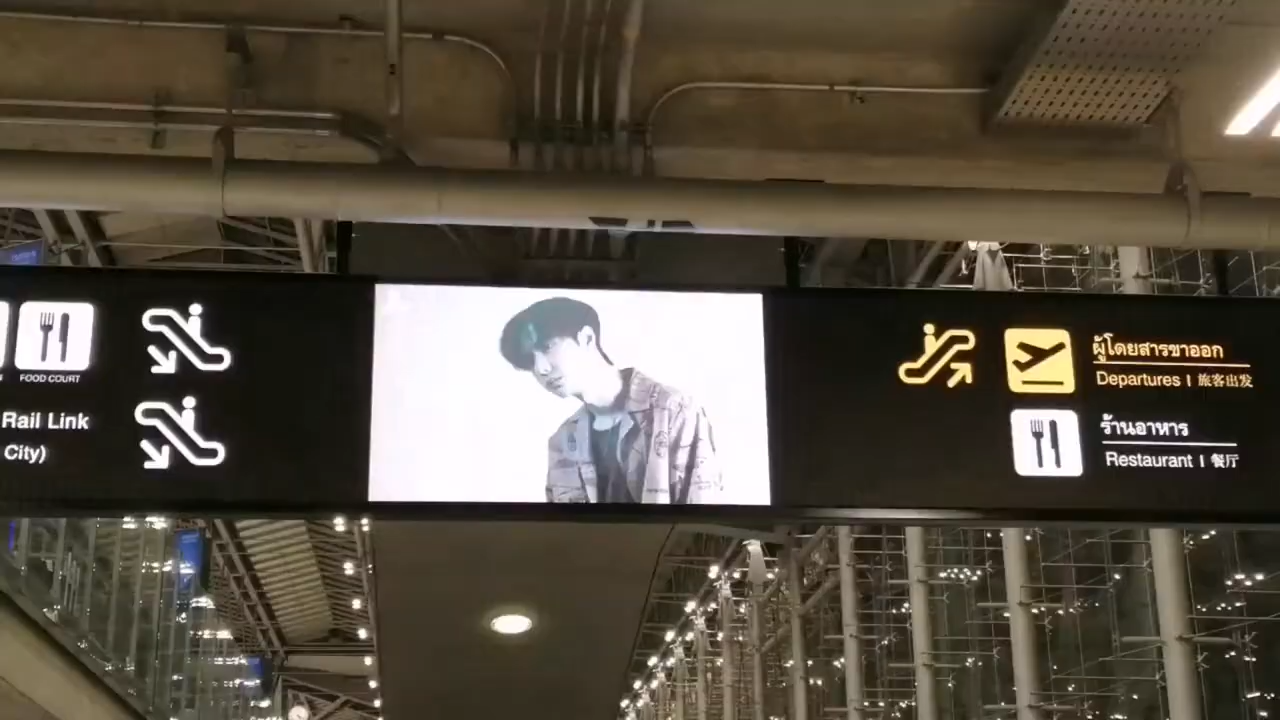 FOOD COURT
Rail Link
City)
ผู้โดยสารขาออก
Departures | 旅客出发
ร้านอาหาร
Restaurant | 餐厅